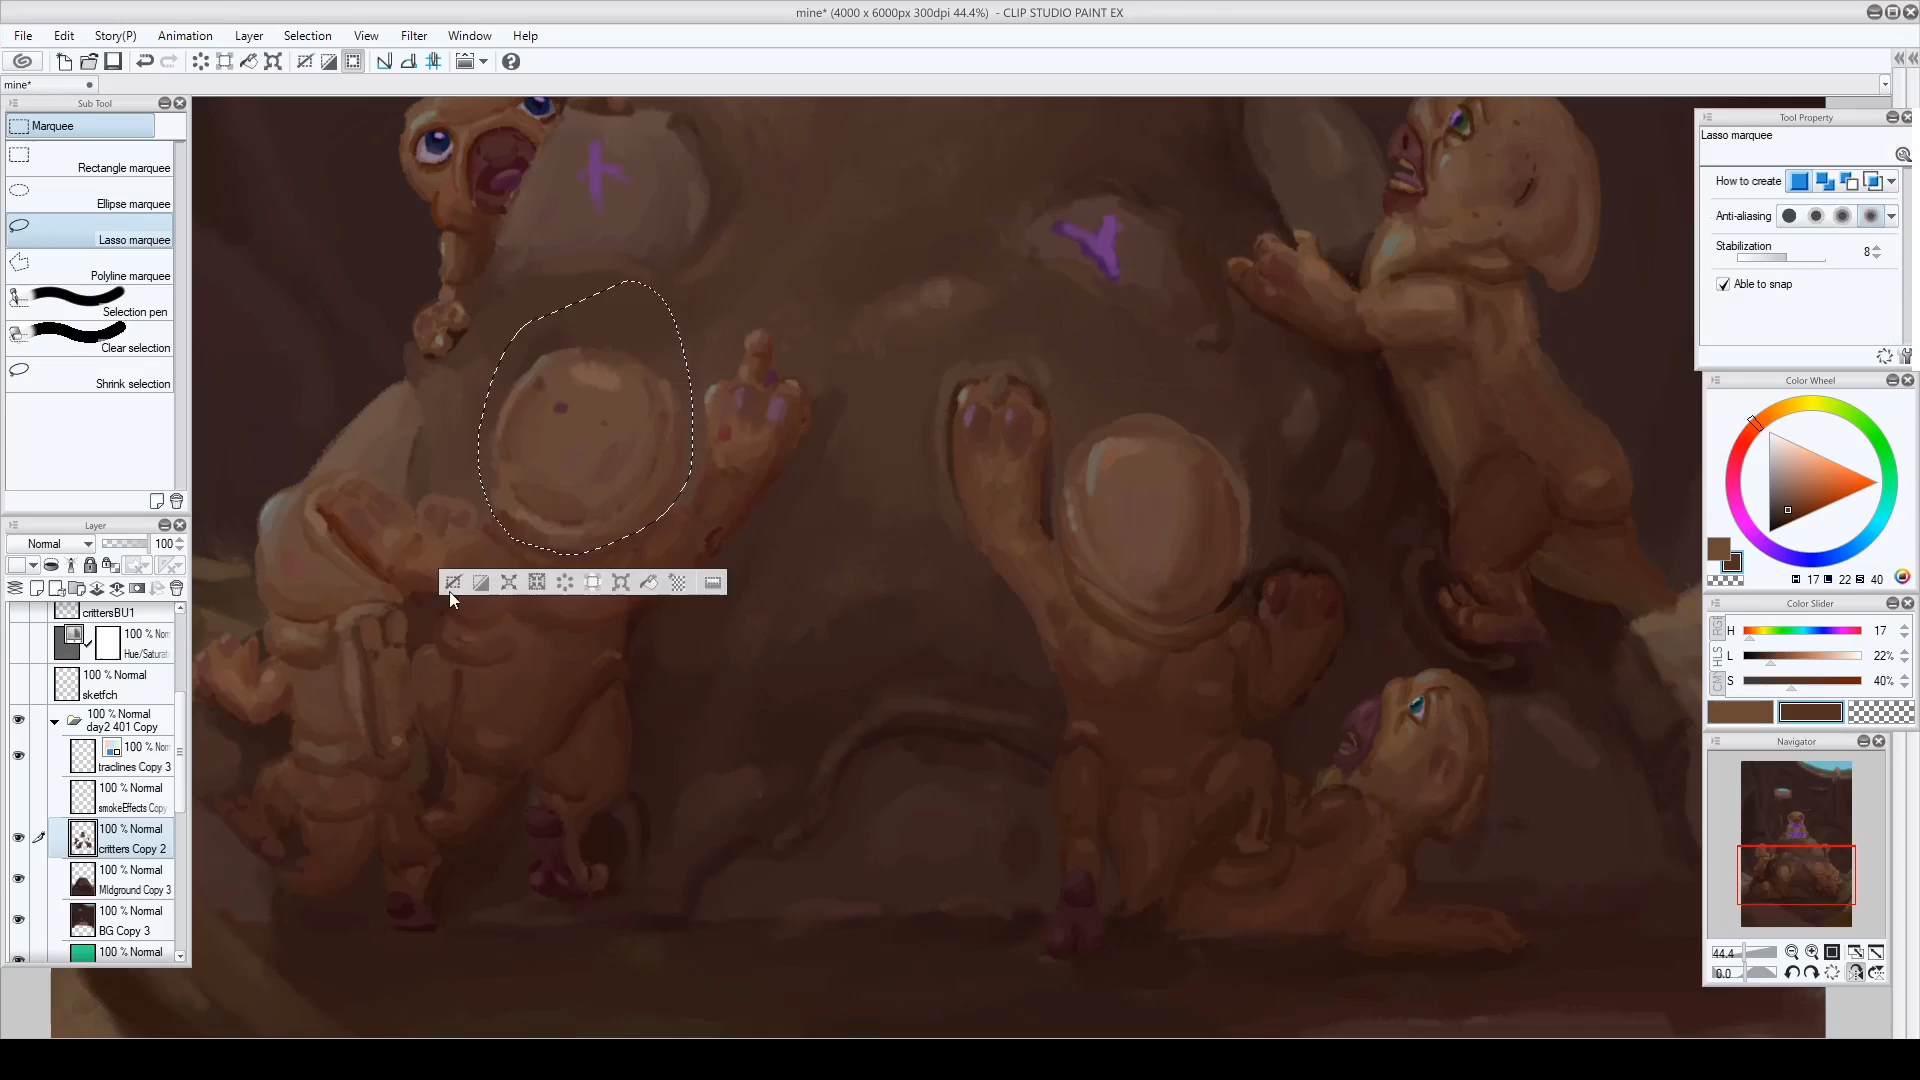 mine* (4000 x 6000px 300dpi 44.4%) - CLIP STUDIO PAINT EX
File Edit Story(P) Animation Layer Selection View Filter Window Help
mine*
Sub Tool
Marquee
Rectangle marquee
Ellipse marquee
Lasso marquee
Polyline marquee
Selection pen
Clear selection
Shrink selection
Layer
Normal 100
crittersBU1
100 % Nor
Hue/Saturat
100 % Normal
sketfch
100 % Normal
day2 401 Copy
100 % Nor
traclines Copy 3
100 % Normal
smokeEffects Copy
100 % Normal
critters Copy 2
100 % Normal
MIdground Copy 3
100 % Normal
BG Copy 3
100 % Normal
Tool Property
Lasso marquee
How to create
Anti-aliasing
Stabilization 8
Able to snap
Color Wheel
H 17 L 22 S 40
Color Slider
RGB
HLS
H 17
L 22%
S 40%
Navigator
44.4
0.0